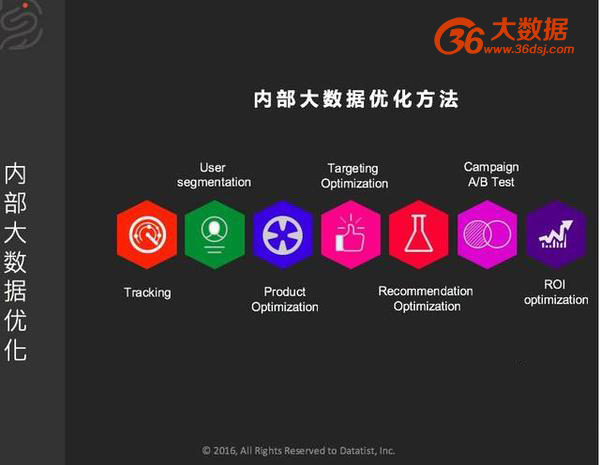 36大数据
www.36dsj.com
内部大数据优化方法
内部大数据优化
User
segmentation
Targeting
Optimization
Campaign
A/B Test
Tracking
Product
Optimization
Recommendation
Optimization
ROI
optimization
© 2016, All Rights Reserved to Datatist, Inc.